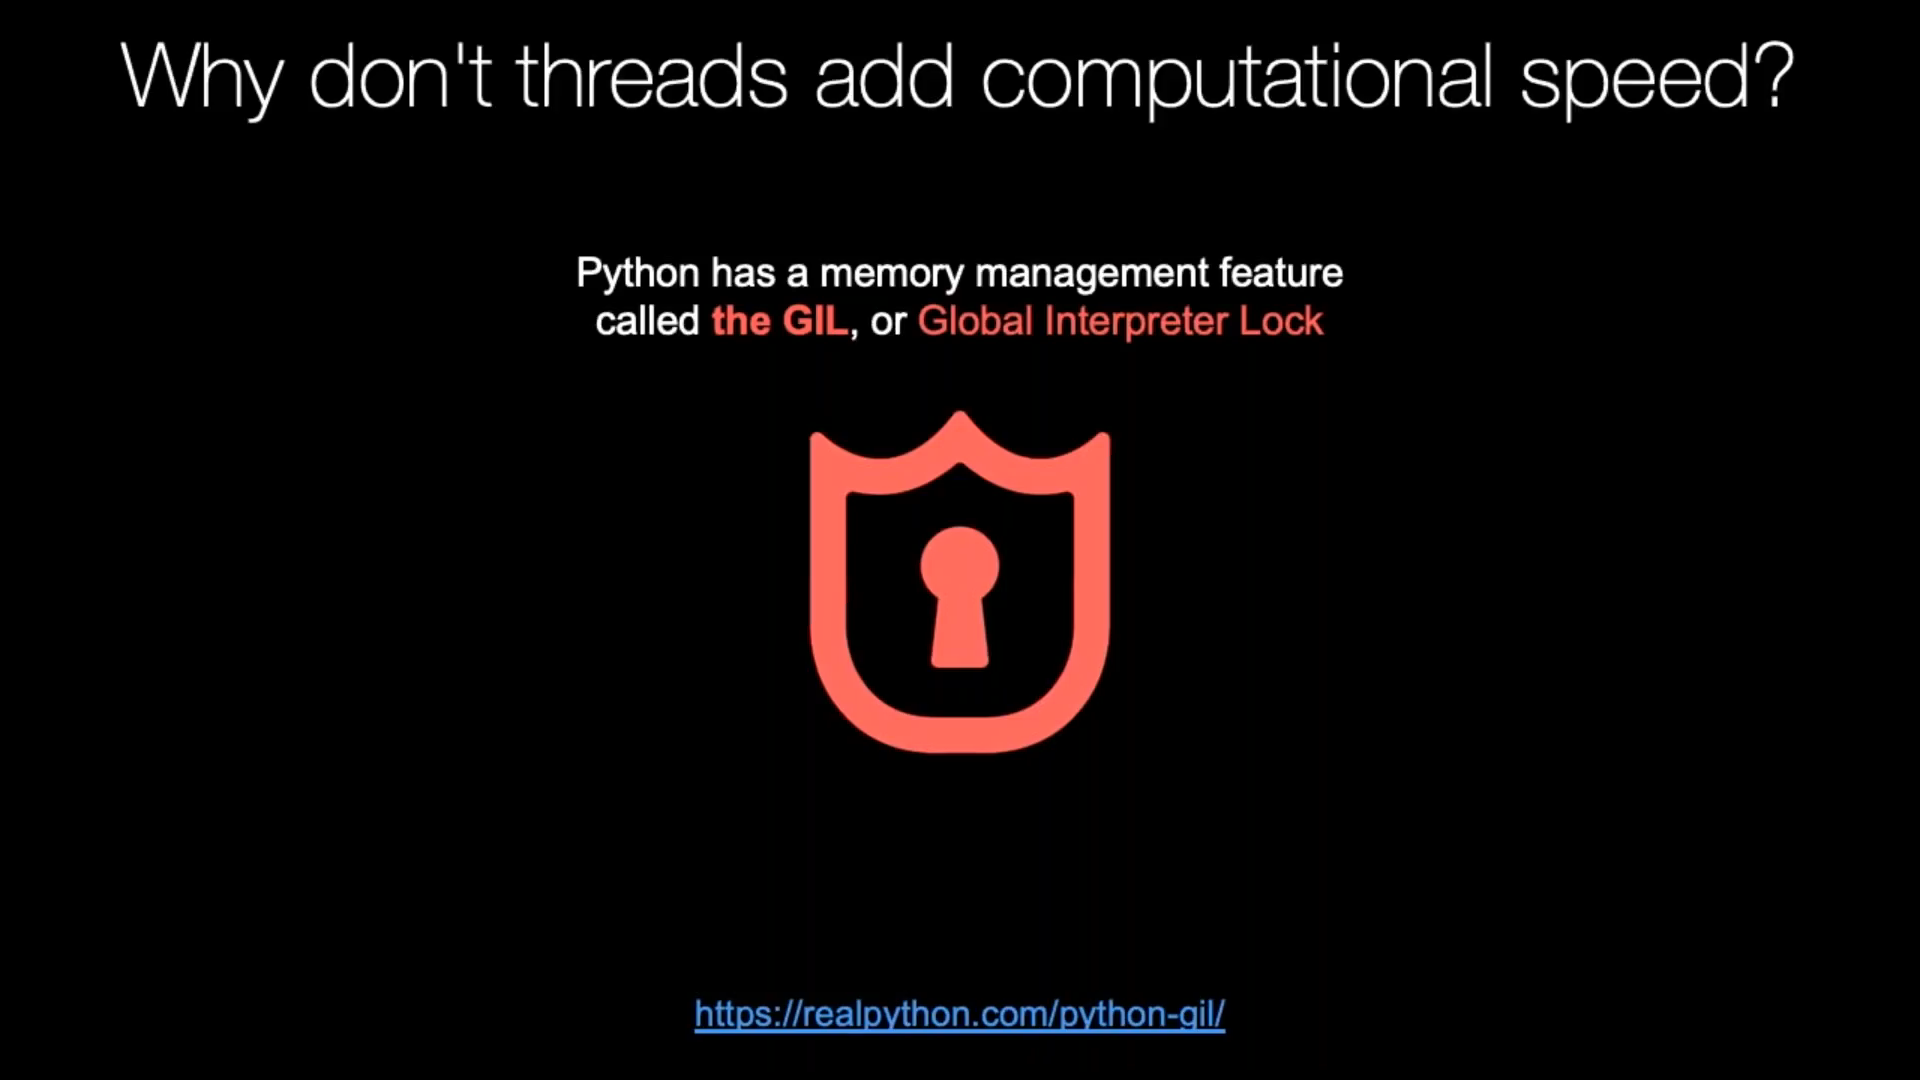 Why don't threads add computational speed?
Python has a memory management feature
called the GIL, or Global Interpreter Lock
https://realpython.com/python-gil/